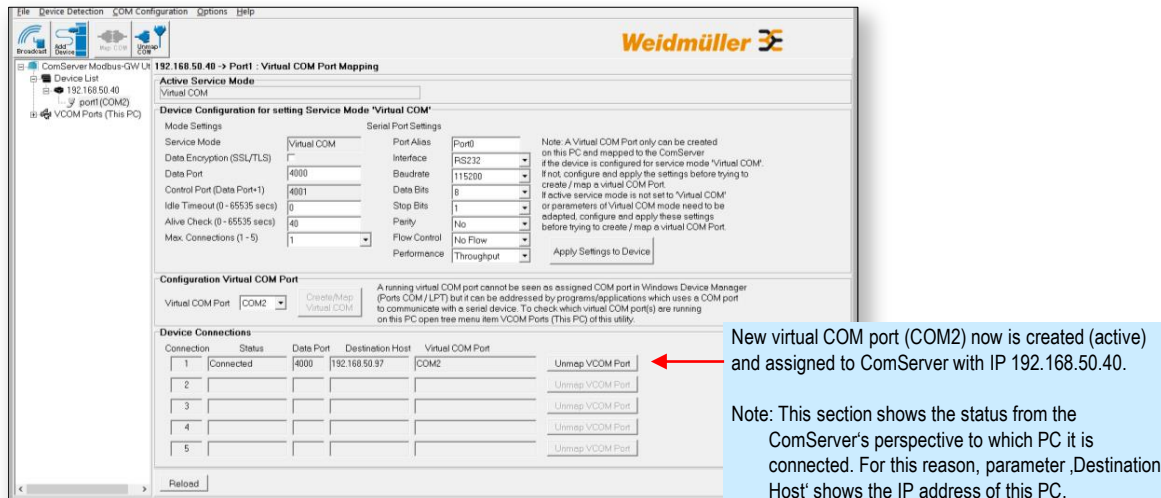 File Device Detection COM Configuration Options Help
Broadcast Add Device Map COM Unmap COM
Weidmüller
ComServer Modbus-GW Ut
Device List
192.168.50.40
port1(COM2)
VCOM Ports (This PC)
192.168.50.40 -> Port1 : Virtual COM Port Mapping
Active Service Mode
Virtual COM
Device Configuration for setting Service Mode 'Virtual COM'
Mode Settings
Service Mode Virtual COM
Data Encryption (SSL/TLS)
Data Port 4000
Control Port (Data Port+1) 4001
Idle Timeout (0 - 65535 secs) 0
Alive Check (0 - 65535 secs) 40
Max. Connections (1 - 5) 1
Serial Port Settings
Port Alias Port0
Interface RS232
Baudrate 115200
Data Bits 8
Stop Bits 1
Parity No
Flow Control No Flow
Performance Throughput
Note: A Virtual COM Port only can be created
on this PC and mapped to the ComServer
if the device is configured for service mode 'Virtual COM'.
If not, configure and apply the settings before trying to
create / map a virtual COM Port.
If active service mode is not set to 'Virtual COM'
or parameters of Virtual COM mode need to be
adapted, configure and apply these settings
before trying to create / map a virtual COM Port.
Apply Settings to Device
Configuration Virtual COM Port
Virtual COM Port COM2
Create/Map
Virtual COM
A running virtual COM port cannot be seen as assigned COM port in Windows Device Manager
(Ports COM / LPT) but it can be addressed by programs/applications which uses a COM port
to communicate with a serial device. To check which virtual COM port(s) are running
on this PC open tree menu item VCOM Ports (This PC) of this utility.
Device Connections
Connection Status Data Port Destination Host Virtual COM Port
1 Connected 4000 192.168.50.97 COM2 Unmap VCOM Port
2 Unmap VCOM Port
3 Unmap VCOM Port
4 Unmap VCOM Port
5 Unmap VCOM Port
Reload
New virtual COM port (COM2) now is created (active)
and assigned to ComServer with IP 192.168.50.40.
Note: This section shows the status from the
ComServer‘s perspective to which PC it is
connected. For this reason, parameter ‚Destination
Host‘ shows the IP address of this PC.